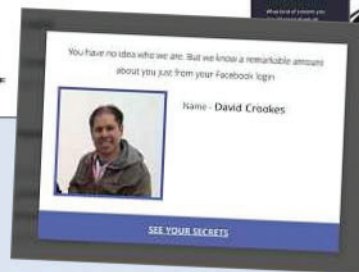 You have no idea who we are. But we know a remarkable amount
about you just from your Facebook login
Name - David Crookes
SEE YOUR SECRETS